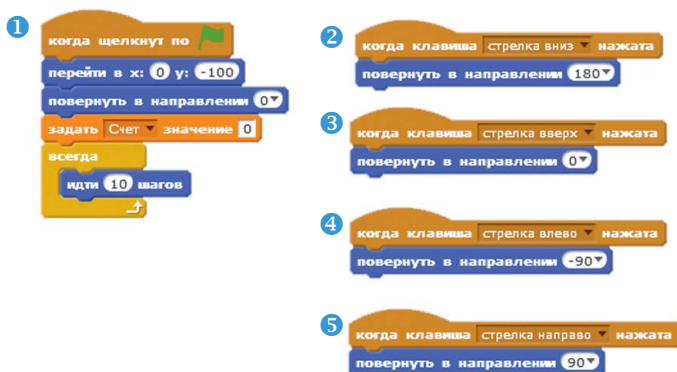 1
когда щелкнут по
перейти в x: 0 y: -100
повернуть в направлении 0
задать Счет значение 0
всегда
идти 10 шагов
2
когда клавиша стрелка вниз нажата
повернуть в направлении 180
3
когда клавиша стрелка вверх нажата
повернуть в направлении 0
4
когда клавиша стрелка влево нажата
повернуть в направлении -90
5
когда клавиша стрелка направо нажата
повернуть в направлении 90